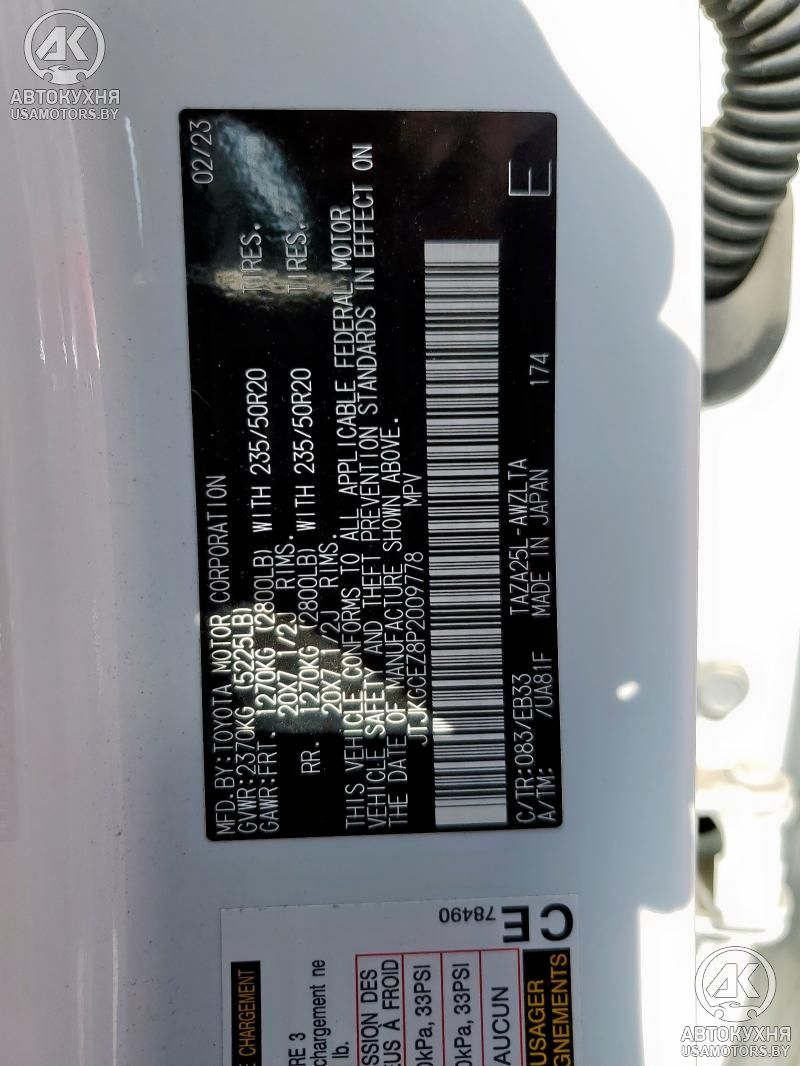 АК
АВТОКУХНЯ
USAMOTORS.BY
02/23
MFD.BY:TOYOTA MOTOR CORPORATION
GVWR:2370KG (5225LB)
GAWR:FRT. 1270KG (2800LB) WITH 235/50R20 TIRES.
20X7 1/2J RIMS.
RR. 1270KG (2800LB) WITH 235/50R20 TIRES.
20X7 1/2J RIMS.
THIS VEHICLE CONFORMS TO ALL APPLICABLE FEDERAL MOTOR
VEHICLE SAFETY AND THEFT PREVENTION STANDARDS IN EFFECT ON
THE DATE OF MANUFACTURE SHOWN ABOVE.
JTJKGCEZ8P2009778 MPV
C/TR:083/EB33 TAZA25L-AWZLTA 174
A/TM: /UA81F MADE IN JAPAN
E
E CHARGEMENT
RE 3
chargement ne
lb.
78490
CE
SSION DES
EUS À FROID
0kPa, 33PSI
0kPa, 33PSI
AUCUN
USAGER
GNEMENTS
АК
АВТОКУХНЯ
USAMOTORS.BY